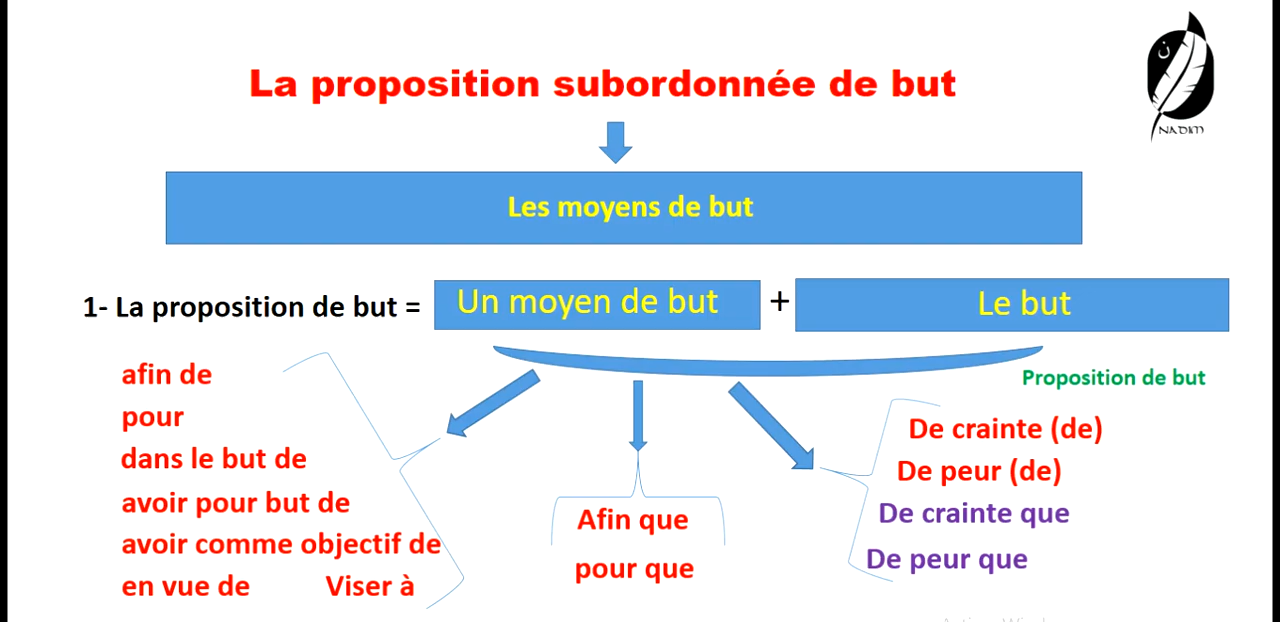 La proposition subordonnée de but
NADIM
Les moyens de but
1- La proposition de but = Un moyen de but + Le but
Proposition de but
afin de
pour
dans le but de
avoir pour but de
avoir comme objectif de
en vue de Viser à
Afin que
pour que
De crainte (de)
De peur (de)
De crainte que
De peur que